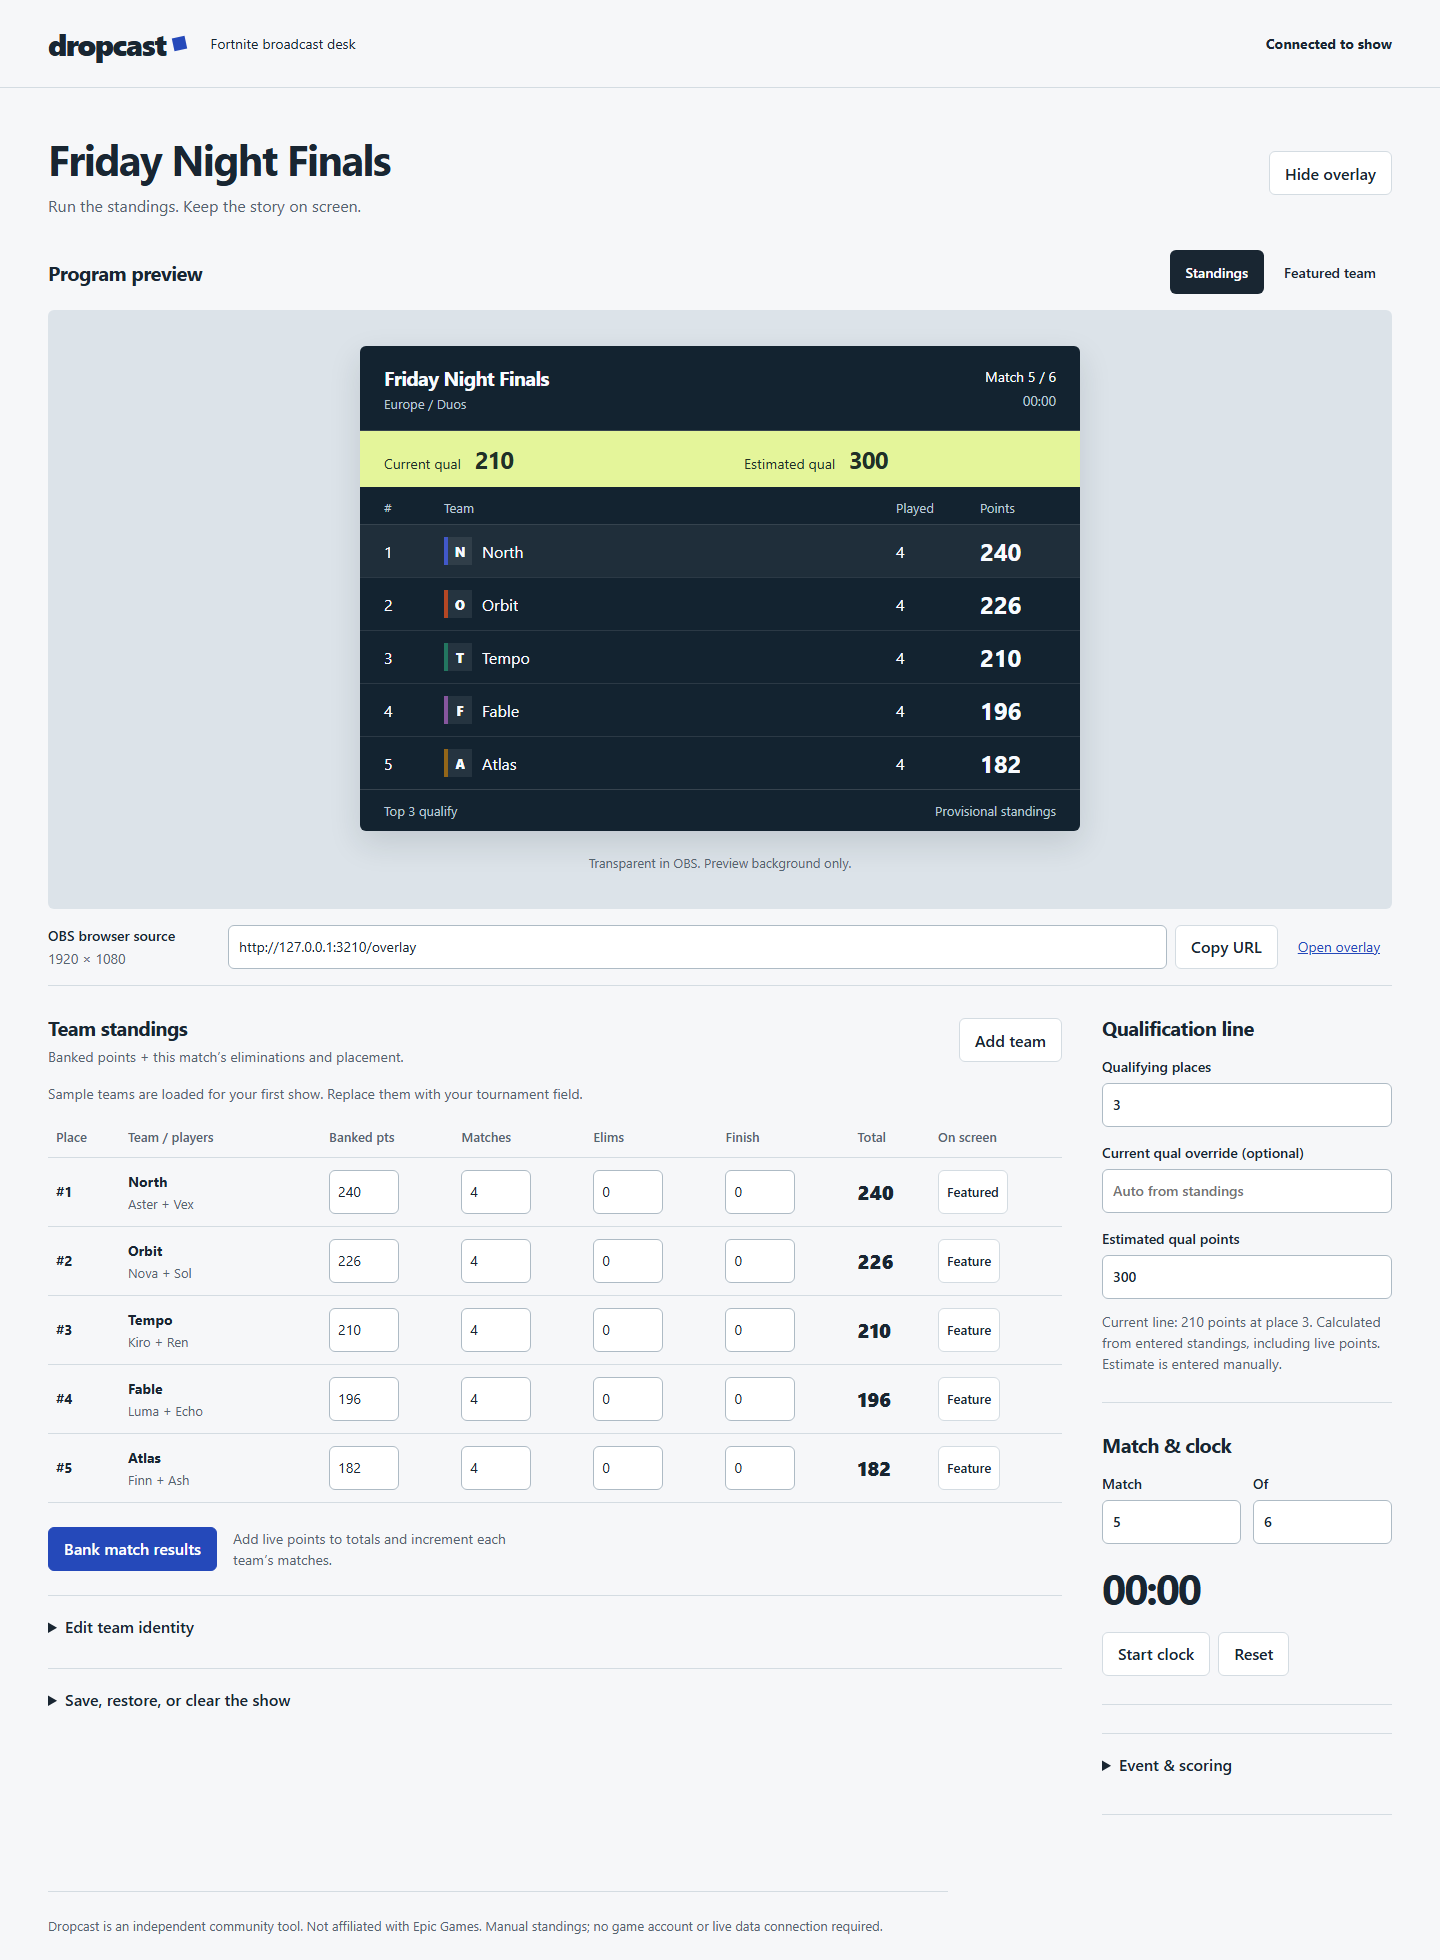 dropcast
Fortnite broadcast desk
Connected to show
Friday Night Finals
Run the standings. Keep the story on screen.
Hide overlay
Program preview
Standings
Featured team
Friday Night Finals
Match 5 / 6
Europe / Duos
00:00
Current qual 210
Estimated qual 300
# Team Played Points
1 N North 4 240
2 O Orbit 4 226
3 T Tempo 4 210
4 F Fable 4 196
5 A Atlas 4 182
Top 3 qualify
Provisional standings
Transparent in OBS. Preview background only.
OBS browser source
1920 × 1080
http://127.0.0.1:3210/overlay
Copy URL
Open overlay
Team standings
Banked points + this match’s eliminations and placement.
Add team
Sample teams are loaded for your first show. Replace them with your tournament field.
Place Team / players Banked pts Matches Elims Finish Total On screen
#1 North 240 4 0 0 240 Featured
Aster + Vex
#2 Orbit 226 4 0 0 226 Feature
Nova + Sol
#3 Tempo 210 4 0 0 210 Feature
Kiro + Ren
#4 Fable 196 4 0 0 196 Feature
Luma + Echo
#5 Atlas 182 4 0 0 182 Feature
Finn + Ash
Bank match results
Add live points to totals and increment each
team’s matches.
Edit team identity
Save, restore, or clear the show
Qualification line
Qualifying places
3
Current qual override (optional)
Auto from standings
Estimated qual points
300
Current line: 210 points at place 3. Calculated
from entered standings, including live points.
Estimate is entered manually.
Match & clock
Match Of
5 6
00:00
Start clock
Reset
Event & scoring
Dropcast is an independent community tool. Not affiliated with Epic Games. Manual standings; no game account or live data connection required.